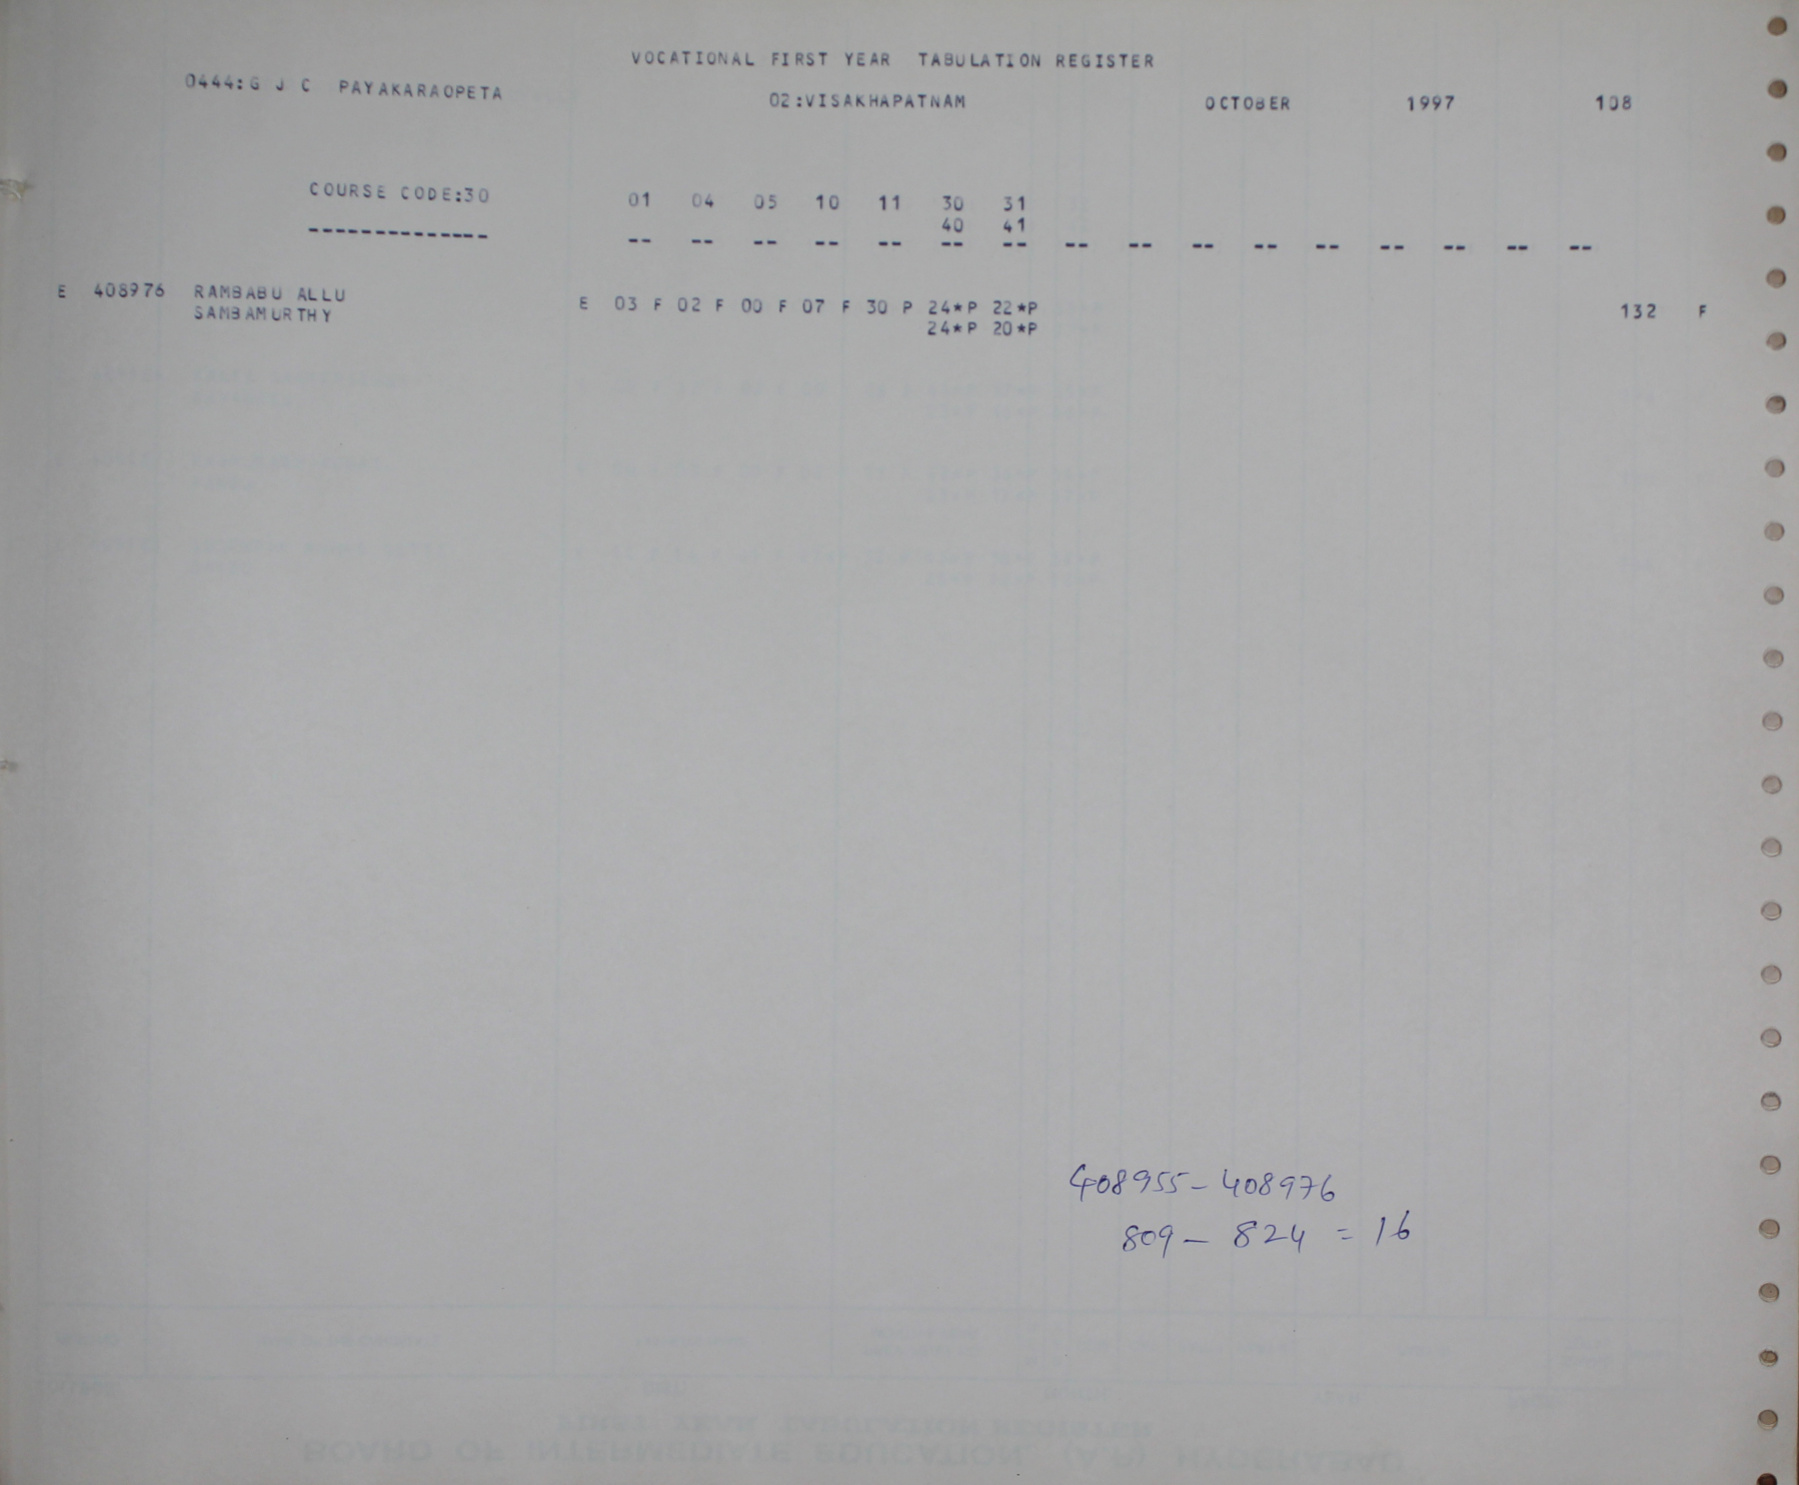 VOCATIONAL FIRST YEAR TABULATION REGISTER
0444:G J C PAYAKARAOPETA 02:VISAKHAPATNAM OCTOBER 1997 108
COURSE CODE:30 01 04 05 10 11 30 31
40 41
-------------- -- -- -- -- -- -- -- -- -- -- -- -- -- -- -- --
E 408976 RAMBABU ALLU E 03 F 02 F 00 F 07 F 30 P 24*P 22*P 132 F
SAMBAMURTHY 24*P 20*P
408955 - 408976
809 - 824 = 16